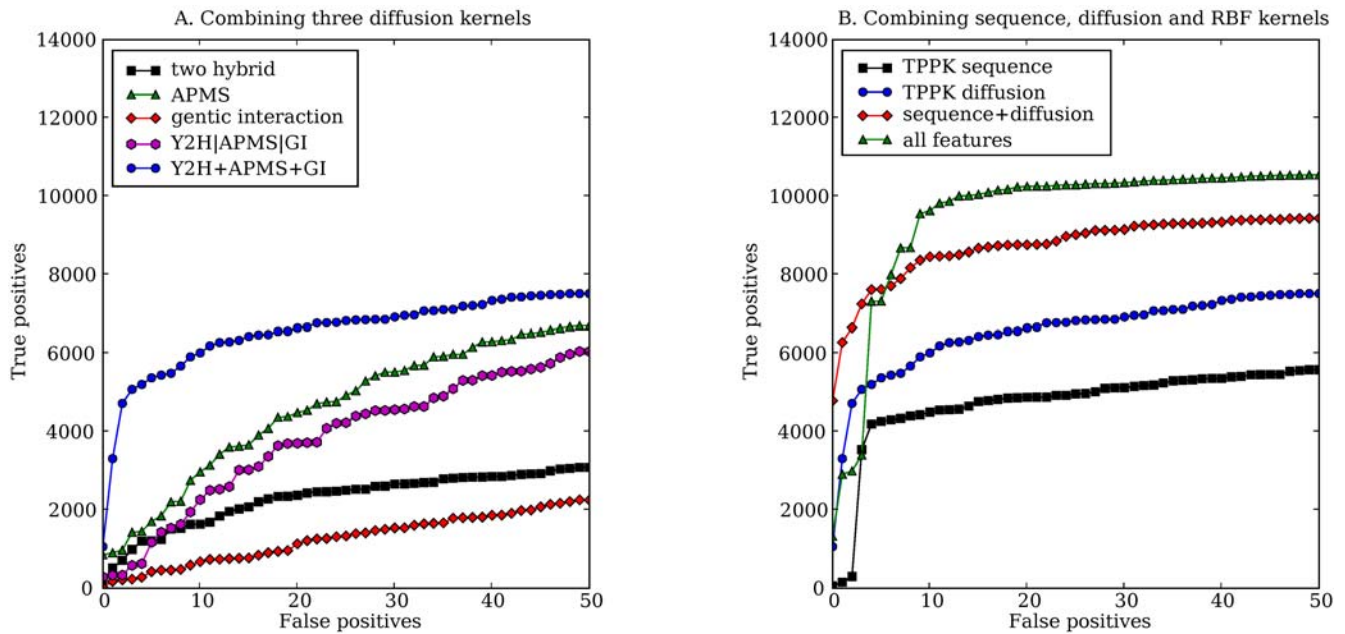 A. Combining three diffusion kernels
14000
12000
10000
8000
6000
4000
2000
0
True positives
two hybrid
APMS
gentic interaction
Y2H|APMS|GI
Y2H+APMS+GI
0 10 20 30 40 50
False positives
B. Combining sequence, diffusion and RBF kernels
14000
12000
10000
8000
6000
4000
2000
0
True positives
TPPK sequence
TPPK diffusion
sequence+diffusion
all features
0 10 20 30 40 50
False positives